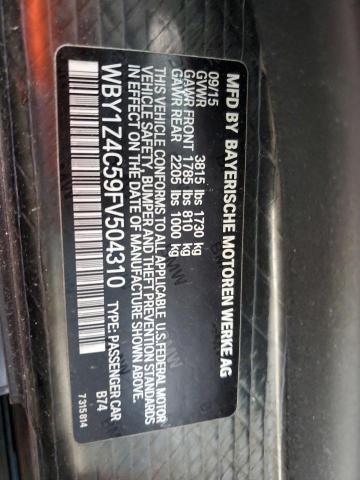 MFD BY BAYERISCHE MOTOREN WERKE AG
09/15
GVWR 3815 lbs 1730 kg
GAWR FRONT 1785 lbs 810 kg
GAWR REAR 2205 lbs 1000 kg
THIS VEHICLE CONFORMS TO ALL APPLICABLE U.S.FEDERAL MOTOR
VEHICLE SAFETY, BUMPER AND THEFT PREVENTION STANDARDS
IN EFFECT ON THE DATE OF MANUFACTURE SHOWN ABOVE.
WBY1Z4C59FV504310 TYPE: PASSENGER CAR
B74
7315814